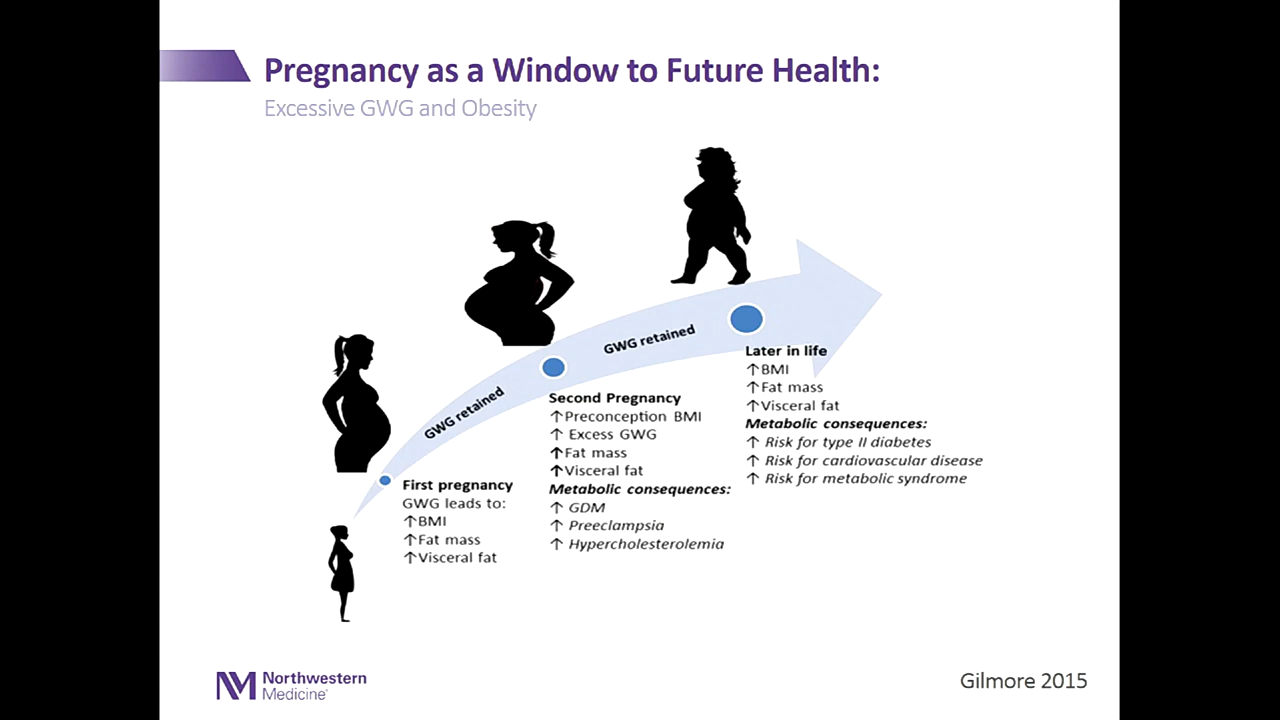 Pregnancy as a Window to Future Health:
Excessive GWG and Obesity
GWG retained
GWG retained
First pregnancy
GWG leads to:
↑BMI
↑Fat mass
↑Visceral fat
Second Pregnancy
↑Preconception BMI
↑ Excess GWG
↑Fat mass
↑Visceral fat
Metabolic consequences:
↑ GDM
↑ Preeclampsia
↑ Hypercholesterolemia
Later in life
↑BMI
↑Fat mass
↑Visceral fat
Metabolic consequences:
↑ Risk for type II diabetes
↑ Risk for cardiovascular disease
↑ Risk for metabolic syndrome
NM Northwestern
Medicine
Gilmore 2015